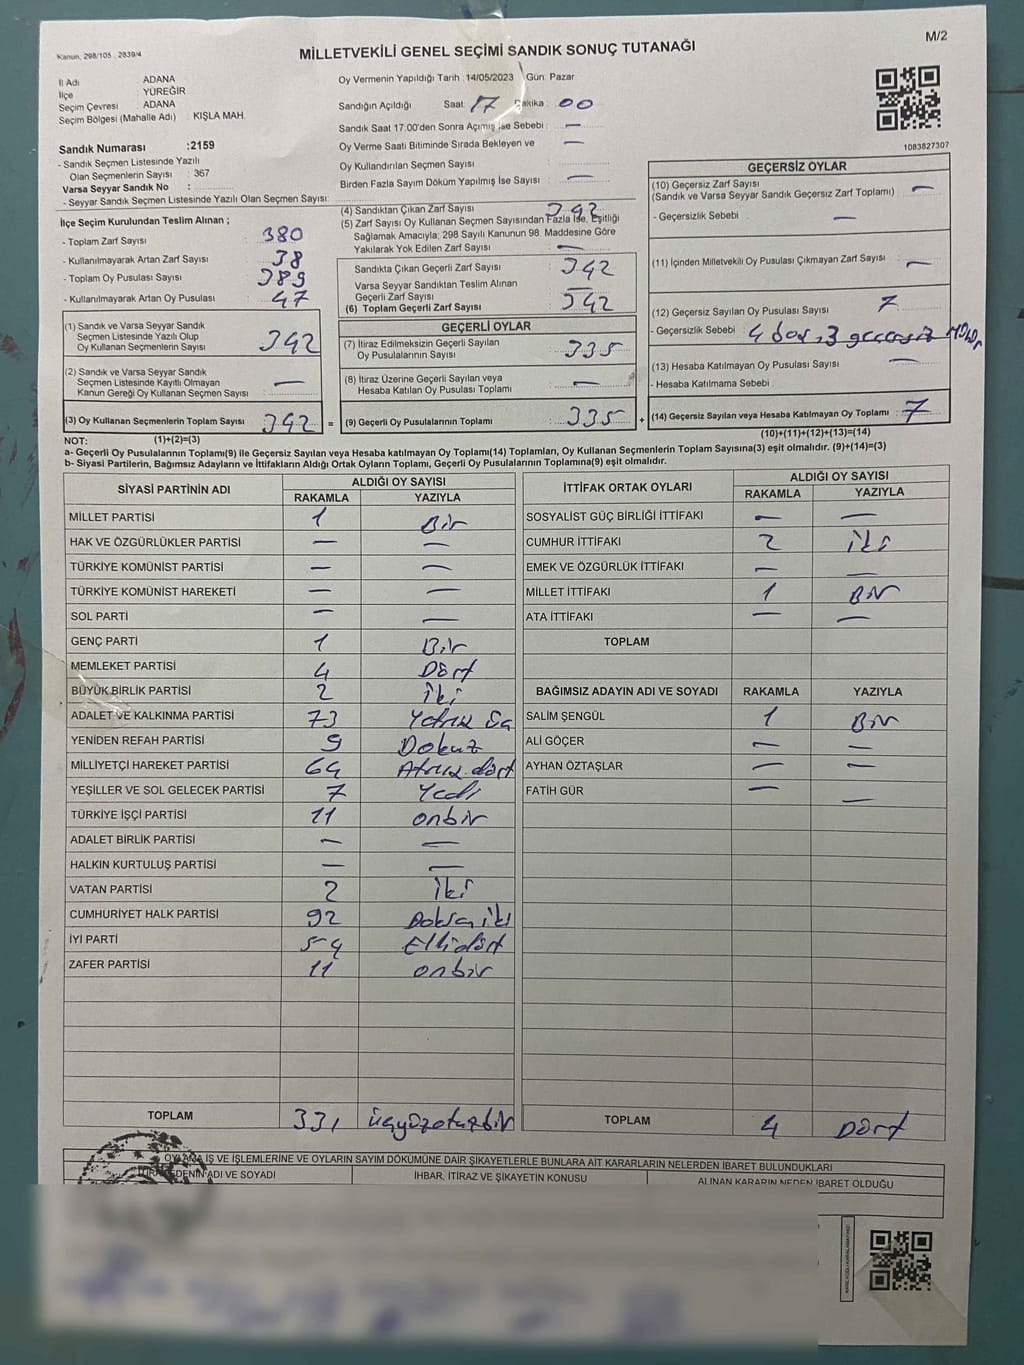 Kanun, 298/105 , 2839/4
MİLLETVEKİLİ GENEL SEÇİMİ SANDIK SONUÇ TUTANAĞI
M/2
İl Adı ADANA
İlçe YÜREĞİR
Seçim Çevresi ADANA
Seçim Bölgesi (Mahalle Adı) : KIŞLA MAH.
Sandık Numarası :2159
- Sandık Seçmen Listesinde Yazılı
Olan Seçmenlerin Sayısı : 367
Varsa Seyyar Sandık No :
- Seyyar Sandık Seçmen Listesinde Yazılı Olan Seçmen Sayısı:
Oy Vermenin Yapıldığı Tarih : 14/05/2023 Gün: Pazar
Sandığın Açıldığı Saat: 17 Dakika : 00
Sandık Saat 17:00'den Sonra Açmış İse Sebebi : —
Oy Verme Saati Bitiminde Sırada Bekleyen ve —
Oy Kullandırılan Seçmen Sayısı :
Birden Fazla Sayım Döküm Yapılmış İse Sayısı : —
1083827307
İlçe Seçim Kurulundan Teslim Alınan ;
- Toplam Zarf Sayısı : 380
- Kullanılmayarak Artan Zarf Sayısı : 38
- Toplam Oy Pusulası Sayısı : 389
- Kullanılmayarak Artan Oy Pusulası : 47
(4) Sandıktan Çıkan Zarf Sayısı 342
(5) Zarf Sayısı Oy Kullanan Seçmen Sayısından Fazla İse, Eşitliği
Sağlamak Amacıyla, 298 Sayılı Kanunun 98. Maddesine Göre
Yakılarak Yok Edilen Zarf Sayısı : —
Sandıkta Çıkan Geçerli Zarf Sayısı : 342
Varsa Seyyar Sandıktan Teslim Alınan —
Geçerli Zarf Sayısı
(6) Toplam Geçerli Zarf Sayısı : 342
GEÇERSİZ OYLAR
(10) Geçersiz Zarf Sayısı —
(Sandık ve Varsa Seyyar Sandık Geçersiz Zarf Toplamı) :
- Geçersizlik Sebebi : —
(11) İçinden Milletvekili Oy Pusulası Çıkmayan Zarf Sayısı : —
(12) Geçersiz Sayılan Oy Pusulası Sayısı : 7
- Geçersizlik Sebebi : 4 boş, 3 geçersiz
(13) Hesaba Katılmayan Oy Pusulası Sayısı : —
- Hesaba Katılmama Sebebi :
(1) Sandık ve Varsa Seyyar Sandık
Seçmen Listesinde Yazılı Olup
Oy Kullanan Seçmenlerin Sayısı : 342
(2) Sandık ve Varsa Seyyar Sandık
Seçmen Listesinde Kayıtlı Olmayan
Kanun Gereği Oy Kullanan Seçmen Sayısı : —
GEÇERLİ OYLAR
(7) İtiraz Edilmeksizin Geçerli Sayılan
Oy Pusulalarının Sayısı : 335
(8) İtiraz Üzerine Geçerli Sayılan veya
Hesaba Katılan Oy Pusulası Toplamı : —
(3) Oy Kullanan Seçmenlerin Toplam Sayısı : 342 = (9) Geçerli Oy Pusulalarının Toplamı : 335 + (14) Geçersiz Sayılan veya Hesaba Katılmayan Oy Toplamı : 7
NOT: (1)+(2)=(3) (10)+(11)+(12)+(13)=(14)
a- Geçerli Oy Pusulalarının Toplamı(9) ile Geçersiz Sayılan veya Hesaba katılmayan Oy Toplamı(14) Toplamları, Oy Kullanan Seçmenlerin Toplam Sayısına(3) eşit olmalıdır. (9)+(14)=(3)
b- Siyasi Partilerin, Bağımsız Adayların ve İttifakların Aldığı Ortak Oyların Toplamı, Geçerli Oy Pusulalarının Toplamına(9) eşit olmalıdır.
SİYASİ PARTİNİN ADI ALDIĞI OY SAYISI
RAKAMLA YAZIYLA
MİLLET PARTİSİ 1 Bir
HAK VE ÖZGÜRLÜKLER PARTİSİ — —
TÜRKİYE KOMÜNİST PARTİSİ — —
TÜRKİYE KOMÜNİST HAREKETİ — —
SOL PARTİ — —
GENÇ PARTİ 1 Bir
MEMLEKET PARTİSİ 4 Dört
BÜYÜK BİRLİK PARTİSİ 2 İki
ADALET VE KALKINMA PARTİSİ 73 Yetmiş üç
YENİDEN REFAH PARTİSİ 9 Dokuz
MİLLİYETÇİ HAREKET PARTİSİ 64 Atmış dört
YEŞİLLER VE SOL GELECEK PARTİSİ 7 Yedi
TÜRKİYE İŞÇİ PARTİSİ 11 onbir
ADALET BİRLİK PARTİSİ — —
HALKIN KURTULUŞ PARTİSİ — —
VATAN PARTİSİ 2 İki
CUMHURİYET HALK PARTİSİ 92 Doksan iki
İYİ PARTİ 54 Ellidört
ZAFER PARTİSİ 11 onbir
TOPLAM 331 üçyüzotuzbir
İTTİFAK ORTAK OYLARI ALDIĞI OY SAYISI
RAKAMLA YAZIYLA
SOSYALİST GÜÇ BİRLİĞİ İTTİFAKI — —
CUMHUR İTTİFAKI 2 iki
EMEK VE ÖZGÜRLÜK İTTİFAKI — —
MİLLET İTTİFAKI 1 Bir
ATA İTTİFAKI — —
TOPLAM
BAĞIMSIZ ADAYIN ADI VE SOYADI RAKAMLA YAZIYLA
SALİM ŞENGÜL 1 Bir
ALİ GÖÇER — —
AYHAN ÖZTAŞLAR — —
FATİH GÜR — —
TOPLAM 4 Dört
İŞ VE İŞLEMLERİNE VE OYLARIN SAYIM DÖKÜMÜNE DAİR ŞİKAYETLERLE BUNLARA AİT KARARLARIN NELERDEN İBARET BULUNDUKLARI
ADI VE SOYADI İHBAR, İTİRAZ VE ŞİKAYETİN KONUSU ALINAN KARARIN NEDEN İBARET OLDUĞU